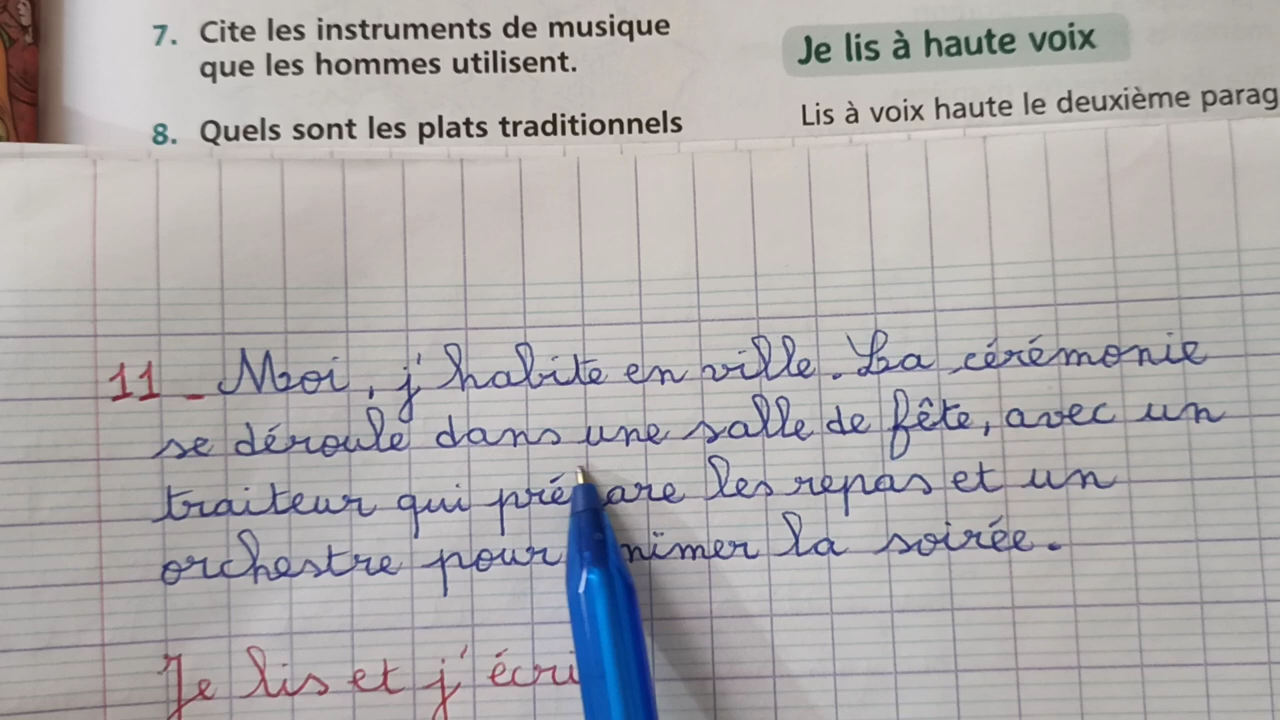 7. Cite les instruments de musique
que les hommes utilisent.
8. Quels sont les plats traditionnels
Je lis à haute voix
Lis à voix haute le deuxième parag
11_ Moi, j'habite en ville. La cérémonie
se déroule dans une salle de fête, avec un
traiteur qui prépare les repas et un
orchestre pour animer la soirée.
Je lis et j'écri